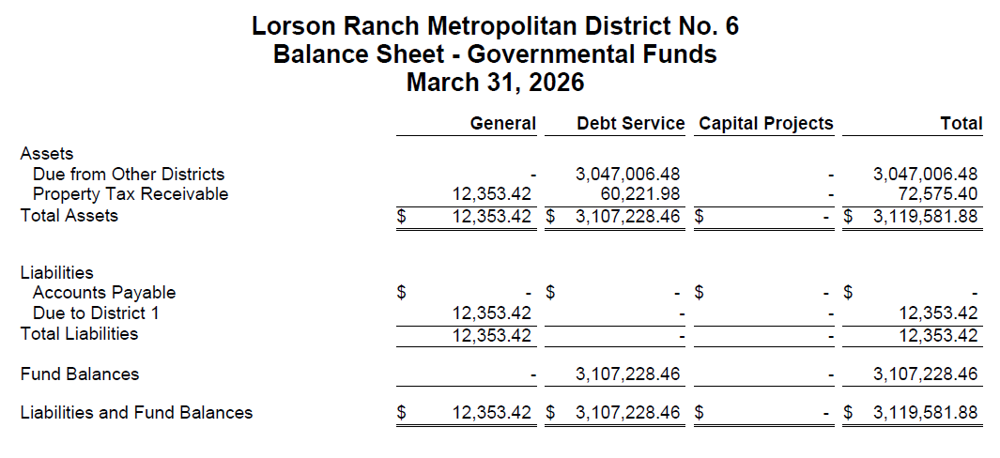 Lorson Ranch Metropolitan District No. 6
Balance Sheet - Governmental Funds
March 31, 2026
General Debt Service Capital Projects Total
Assets
Due from Other Districts - 3,047,006.48 - 3,047,006.48
Property Tax Receivable 12,353.42 60,221.98 - 72,575.40
Total Assets $ 12,353.42 $ 3,107,228.46 $ - $ 3,119,581.88
Liabilities
Accounts Payable $ - $ - $ - $ -
Due to District 1 12,353.42 - - 12,353.42
Total Liabilities 12,353.42 - - 12,353.42
Fund Balances - 3,107,228.46 - 3,107,228.46
Liabilities and Fund Balances $ 12,353.42 $ 3,107,228.46 $ - $ 3,119,581.88